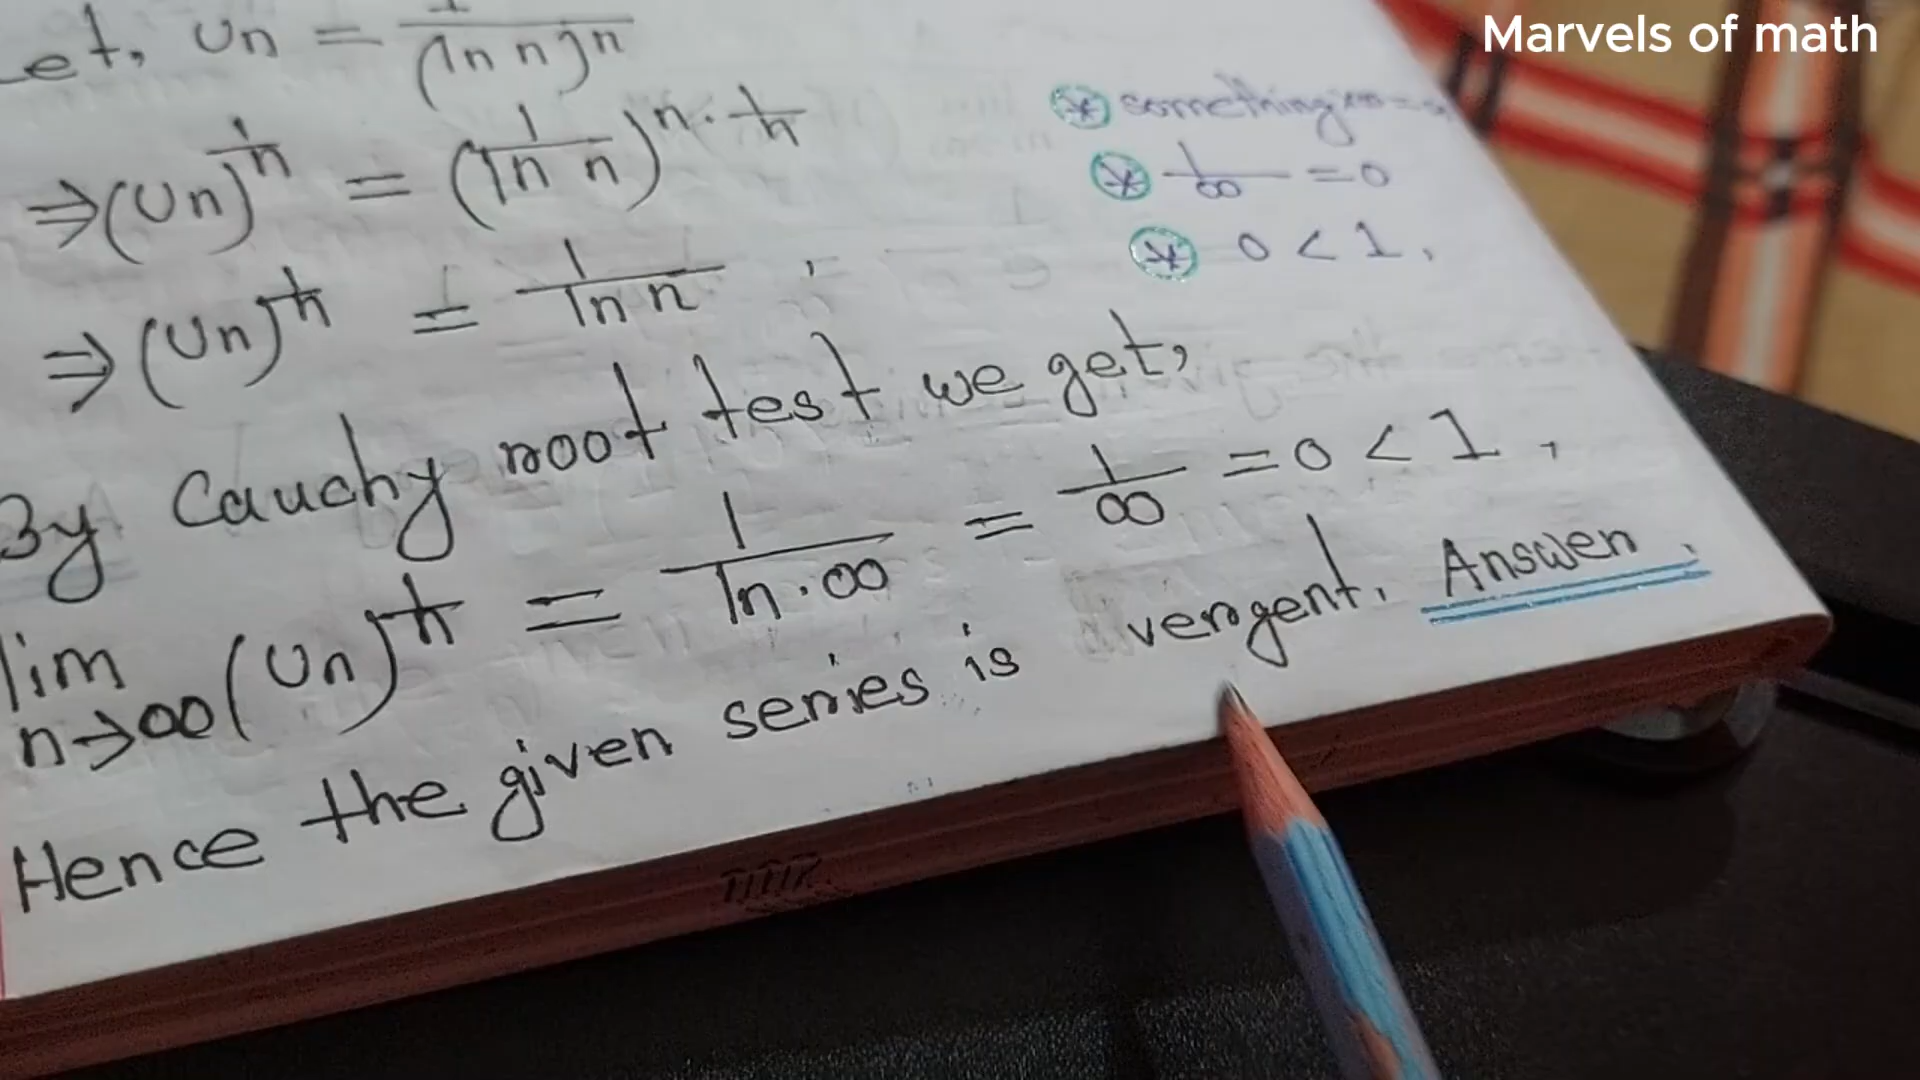 Marvels of math
Let, Un = 1/(ln n)^n
⇒(Un)^1/n = (1/ln n)^n·1/n
⇒(Un)^1/n = 1/ln n ,
By Cauchy root test we get,
lim n→∞ (Un)^1/n = 1/ln·∞ = 1/∞ = 0 < 1 ,
Hence the given series is vergent. Answer.
* something
* 1/∞ = 0
* 0 < 1 ,